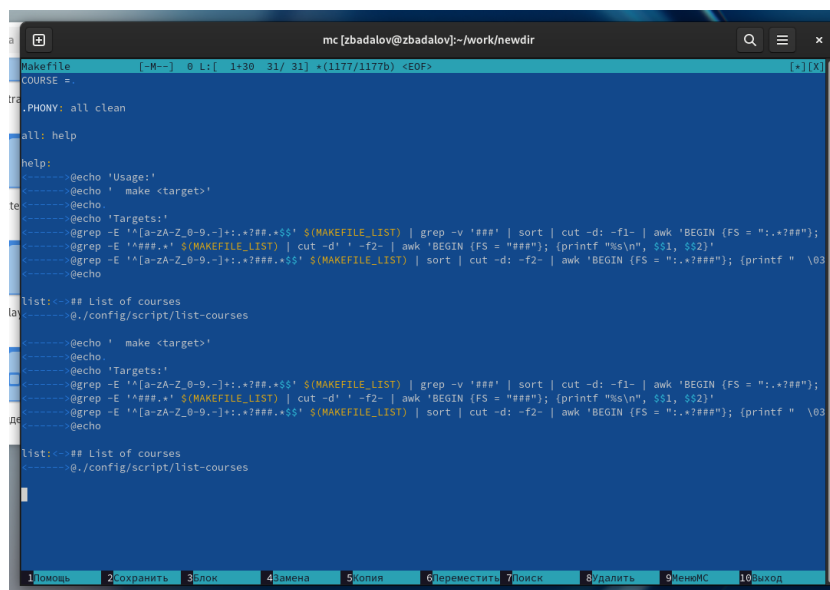 mc [zbadalov@zbadalov]:~/work/newdir
Makefile [-M--] 0 L:[ 1+30 31/ 31] *(1177/1177b) <EOF> [*][X]
COURSE =.
.PHONY: all clean
all: help
help:
<------>@echo 'Usage:'
<------>@echo '  make <target>'
<------>@echo.
<------>@echo 'Targets:'
<------>@grep -E '^[a-zA-Z_0-9.-]+:.*?##.*$$' $(MAKEFILE_LIST) | grep -v '###' | sort | cut -d: -f1- | awk 'BEGIN {FS = ":.*?##"};
<------>@grep -E '^###.*' $(MAKEFILE_LIST) | cut -d' ' -f2- | awk 'BEGIN {FS = "###"}; {printf "%s\n", $$1, $$2}'
<------>@grep -E '^[a-zA-Z_0-9.-]+:.*?###.*$$' $(MAKEFILE_LIST) | sort | cut -d: -f2- | awk 'BEGIN {FS = ":.*?###"}; {printf "  \03
<------>@echo
list:<->## List of courses
<------>@./config/script/list-courses
<------>@echo '  make <target>'
<------>@echo.
<------>@echo 'Targets:'
<------>@grep -E '^[a-zA-Z_0-9.-]+:.*?##.*$$' $(MAKEFILE_LIST) | grep -v '###' | sort | cut -d: -f1- | awk 'BEGIN {FS = ":.*?##"};
<------>@grep -E '^###.*' $(MAKEFILE_LIST) | cut -d' ' -f2- | awk 'BEGIN {FS = "###"}; {printf "%s\n", $$1, $$2}'
<------>@grep -E '^[a-zA-Z_0-9.-]+:.*?###.*$$' $(MAKEFILE_LIST) | sort | cut -d: -f2- | awk 'BEGIN {FS = ":.*?###"}; {printf "  \03
<------>@echo
list:<->## List of courses
<------>@./config/script/list-courses
1Помощь 2Сохранить 3Блок 4Замена 5Копия 6Переместить 7Поиск 8Удалить 9МенюMC 10Выход